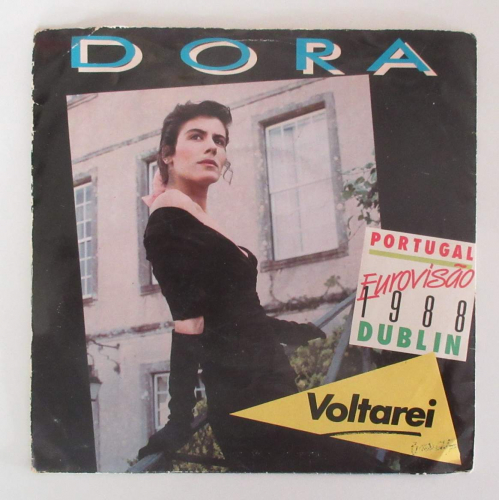 DORA
PORTUGAL
Eurovisão
1988
DUBLIN
Voltarei